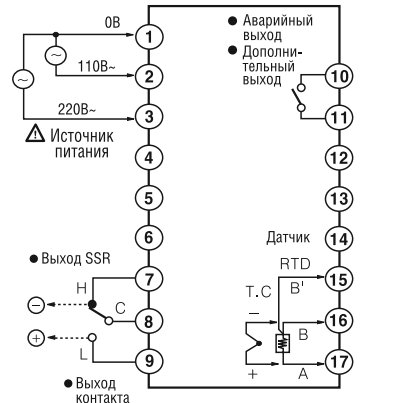 0В
1
110В~
2
220В~
3
Источник
питания
4
5
6
Выход SSR
7
H
C
8
L
9
Выход
контакта
Аварийный
выход
Дополни-
тельный
выход
10
11
12
13
Датчик
14
RTD
15
B'
T.C
−
16
B
+
A
17
−
+